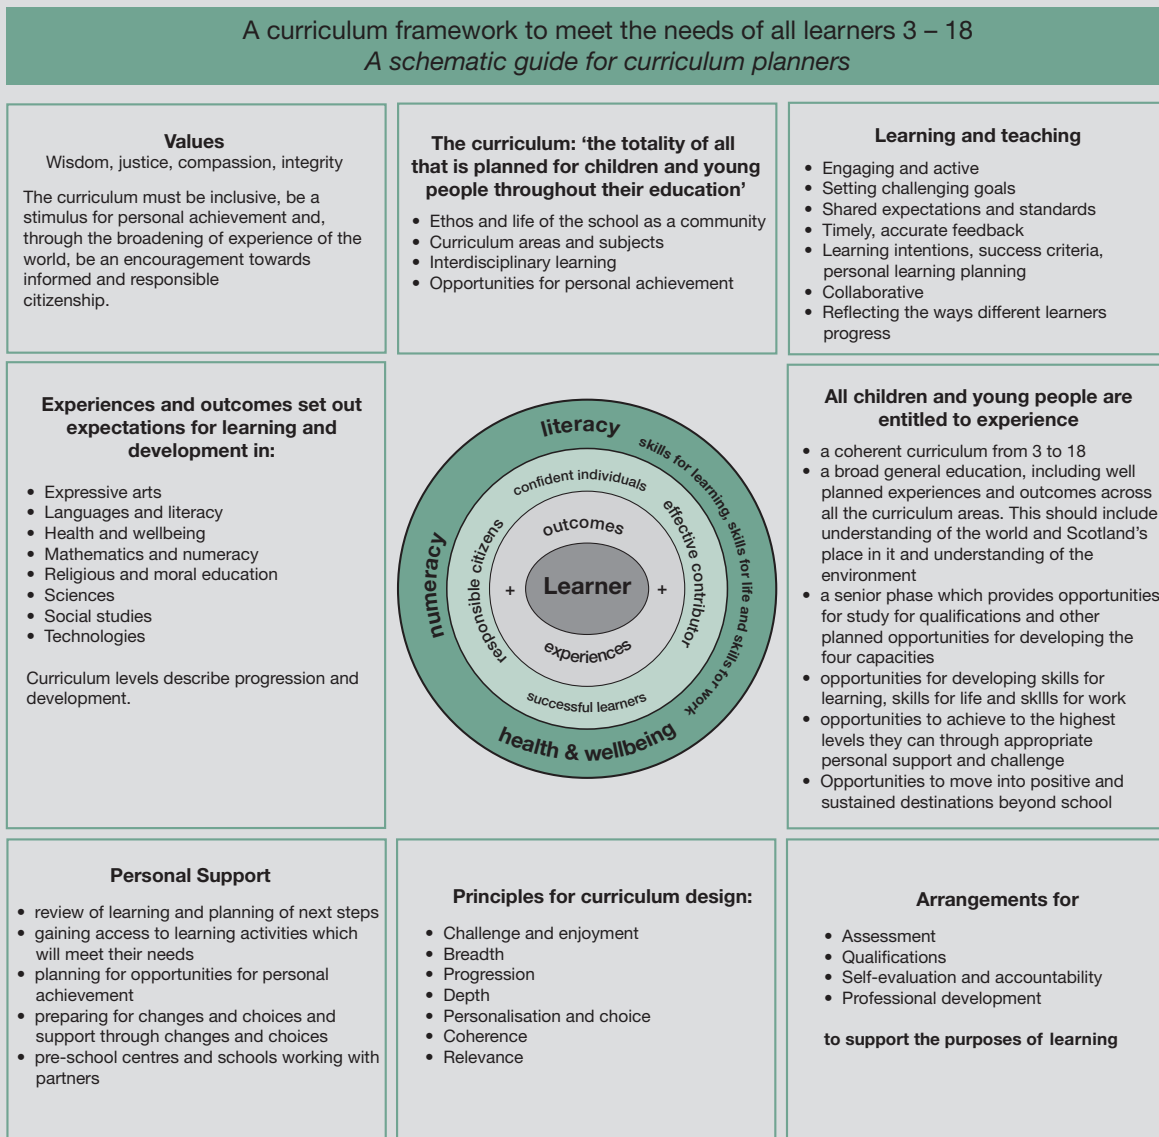 A curriculum framework to meet the needs of all learners 3 – 18
A schematic guide for curriculum planners
Values
Wisdom, justice, compassion, integrity
The curriculum must be inclusive, be a
stimulus for personal achievement and,
through the broadening of experience of the
world, be an encouragement towards
informed and responsible
citizenship.
The curriculum: ‘the totality of all
that is planned for children and young
people throughout their education’
• Ethos and life of the school as a community
• Curriculum areas and subjects
• Interdisciplinary learning
• Opportunities for personal achievement
Learning and teaching
• Engaging and active
• Setting challenging goals
• Shared expectations and standards
• Timely, accurate feedback
• Learning intentions, success criteria,
personal learning planning
• Collaborative
• Reflecting the ways different learners
progress
Experiences and outcomes set out
expectations for learning and
development in:
• Expressive arts
• Languages and literacy
• Health and wellbeing
• Mathematics and numeracy
• Religious and moral education
• Sciences
• Social studies
• Technologies
Curriculum levels describe progression and
development.
literacy
skills for learning, skills for life and skills for work
health & wellbeing
numeracy
confident individuals
effective contributor
successful learners
responsible citizens
outcomes
+ Learner +
experiences
All children and young people are
entitled to experience
• a coherent curriculum from 3 to 18
• a broad general education, including well
planned experiences and outcomes across
all the curriculum areas. This should include
understanding of the world and Scotland’s
place in it and understanding of the
environment
• a senior phase which provides opportunities
for study for qualifications and other
planned opportunities for developing the
four capacities
• opportunities for developing skills for
learning, skills for life and sklls for work
• opportunities to achieve to the highest
levels they can through appropriate
personal support and challenge
• Opportunities to move into positive and
sustained destinations beyond school
Personal Support
• review of learning and planning of next steps
• gaining access to learning activities which
will meet their needs
• planning for opportunities for personal
achievement
• preparing for changes and choices and
support through changes and choices
• pre-school centres and schools working with
partners
Principles for curriculum design:
• Challenge and enjoyment
• Breadth
• Progression
• Depth
• Personalisation and choice
• Coherence
• Relevance
Arrangements for
• Assessment
• Qualifications
• Self-evaluation and accountability
• Professional development
to support the purposes of learning